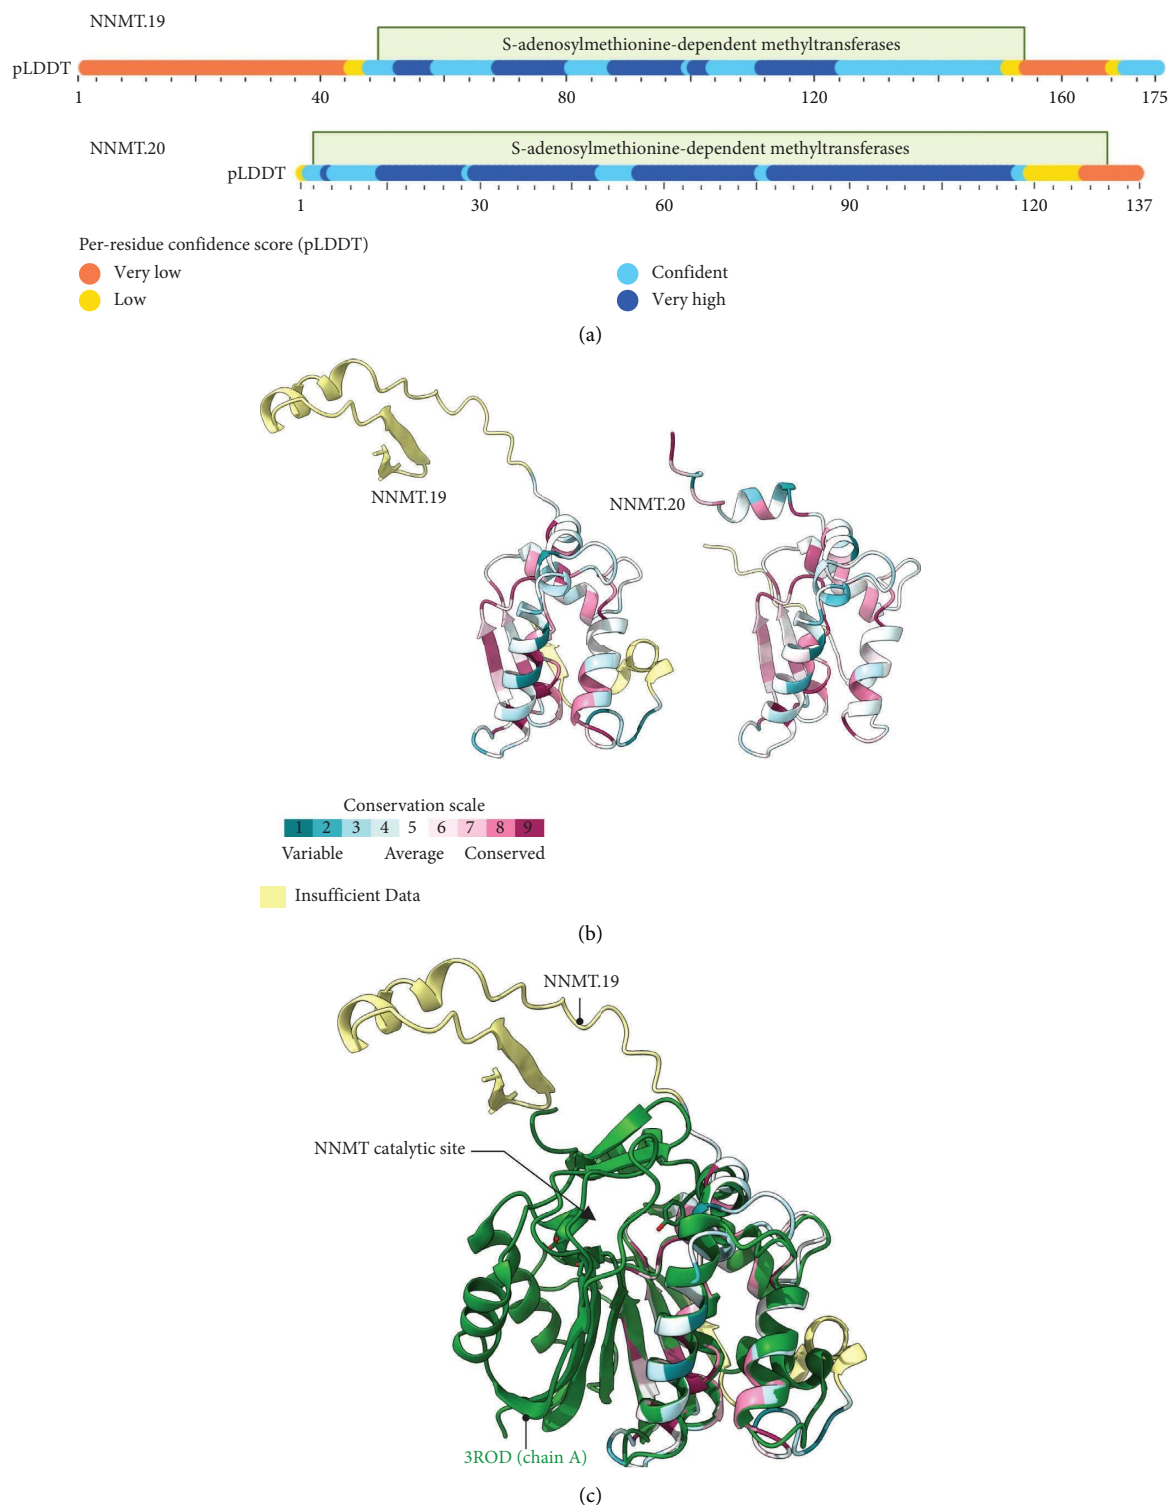 NNMT.19
S-adenosylmethionine-dependent methyltransferases
pLDDT
1 40 80 120 160 175
NNMT.20
S-adenosylmethionine-dependent methyltransferases
pLDDT
1 30 60 90 120 137
Per-residue confidence score (pLDDT)
Very low Confident
Low Very high
(a)
NNMT.19
NNMT.20
Conservation scale
1 2 3 4 5 6 7 8 9
Variable Average Conserved
Insufficient Data
(b)
NNMT.19
NNMT catalytic site
3ROD (chain A)
(c)